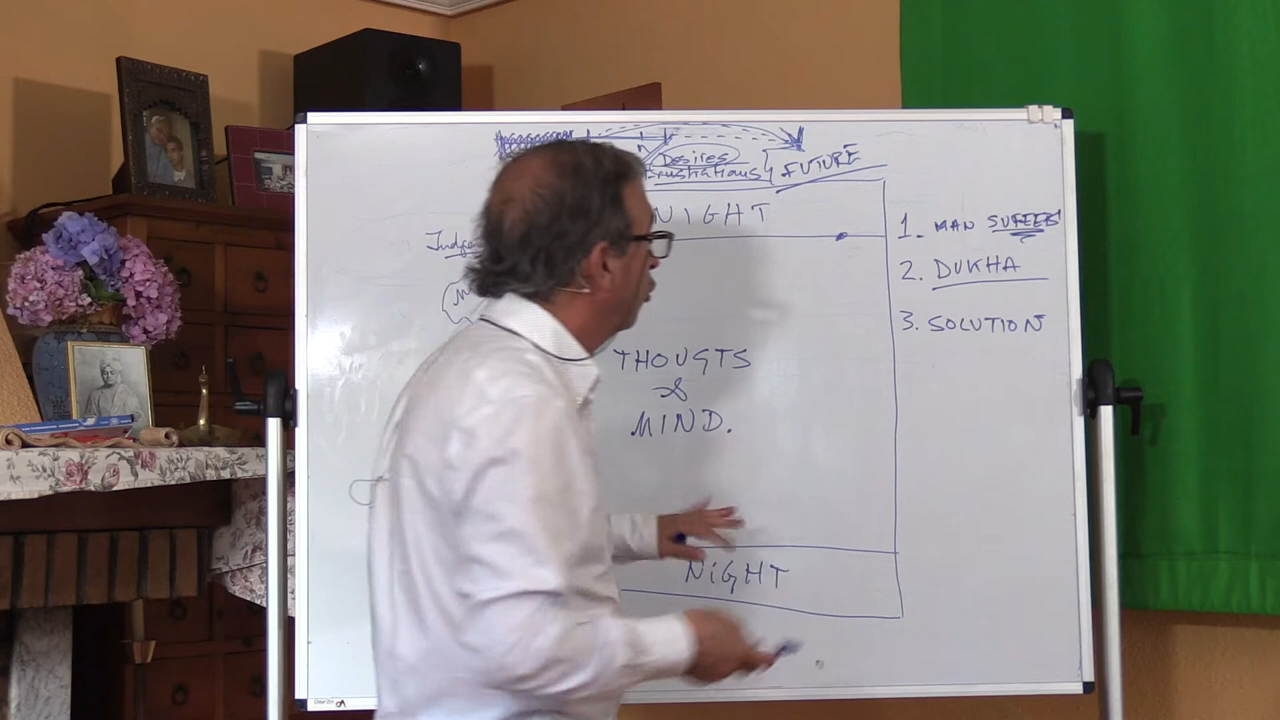 Desires
Frustrations } FUTURE
NIGHT
THOUGTS
&
MIND.
NIGHT
1. MAN SUFFERS
2. DUKHA
3. SOLUTION